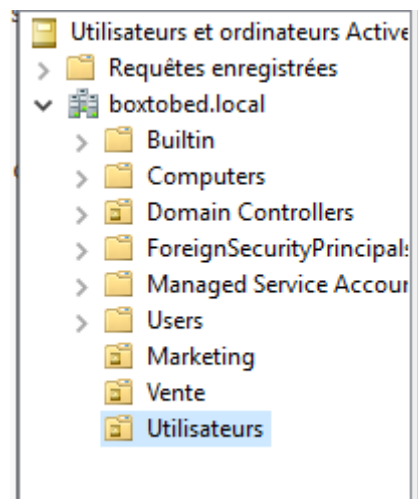 Utilisateurs et ordinateurs Active
Requêtes enregistrées
boxtobed.local
Builtin
Computers
Domain Controllers
ForeignSecurityPrincipals
Managed Service Accour
Users
Marketing
Vente
Utilisateurs